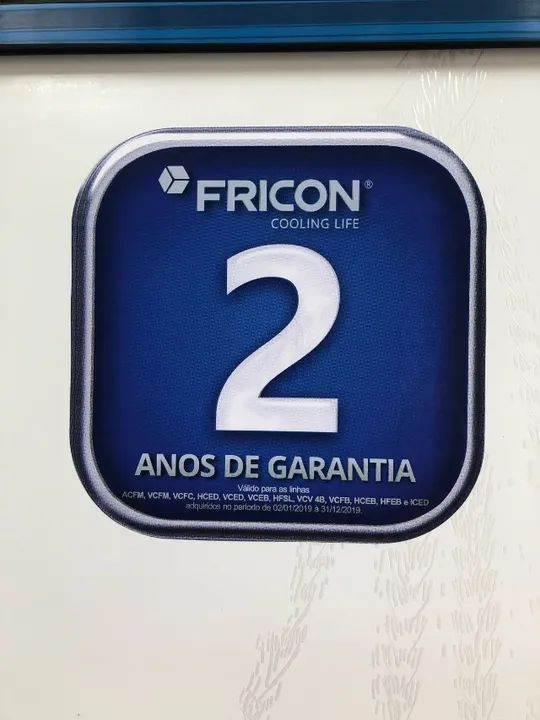 FRICON®
COOLING LIFE
2
ANOS DE GARANTIA
Válido para as linhas
ACFM, VCFM, VCFC, HCED, VCED, VCEB, HFSL, VCV 4B, VCFB, HCEB, HFEB e ICED
adquiridos no período de 02/01/2019 à 31/12/2019.